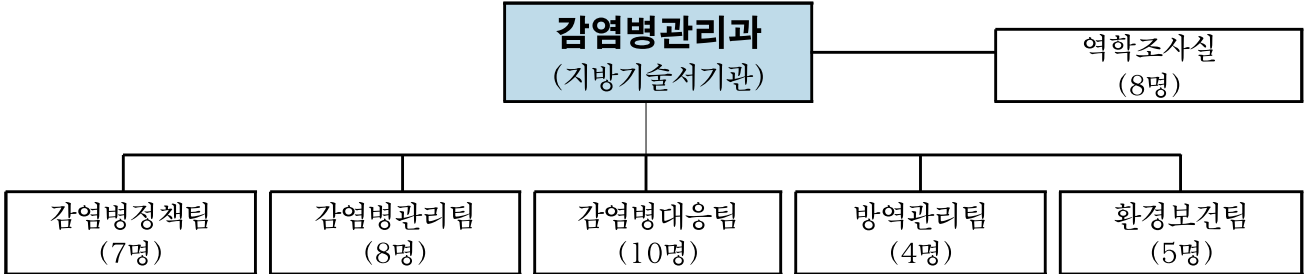 감염병관리과
(지방기술서기관)
역학조사실
(8명)
감염병정책팀
(7명)
감염병관리팀
(8명)
감염병대응팀
(10명)
방역관리팀
(4명)
환경보건팀
(5명)